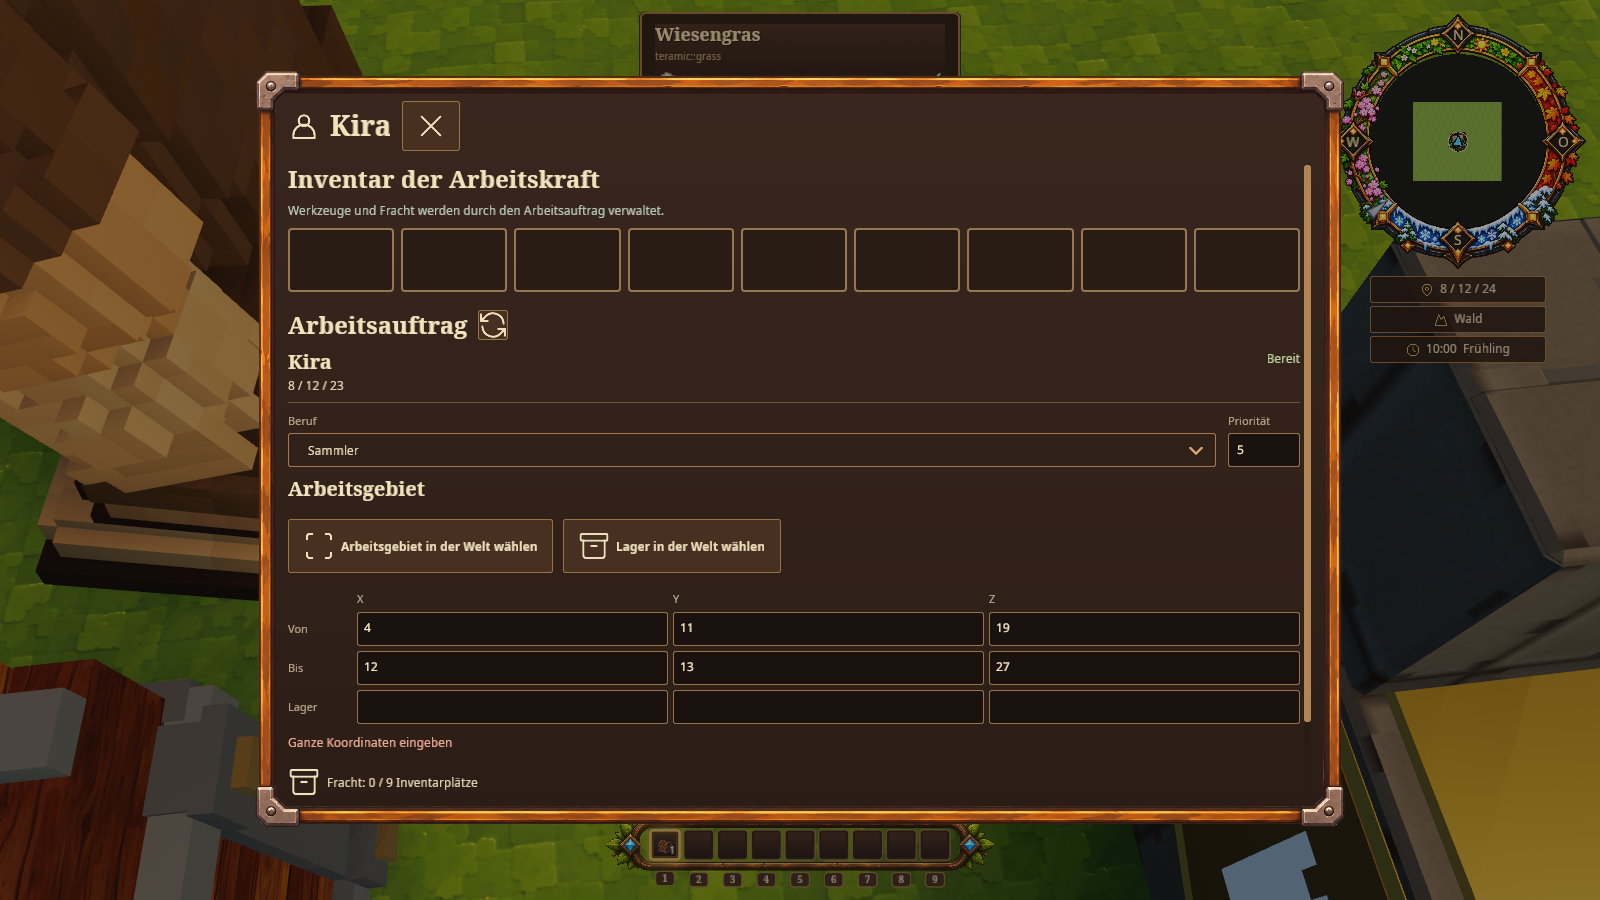 Wiesengras
teramic::grass
N
W
O
S
Kira
Inventar der Arbeitskraft
Werkzeuge und Fracht werden durch den Arbeitsauftrag verwaltet.
8 / 12 / 24
Wald
10:00 Frühling
Arbeitsauftrag
Kira
Bereit
8 / 12 / 23
Beruf
Priorität
Sammler
5
Arbeitsgebiet
Arbeitsgebiet in der Welt wählen
Lager in der Welt wählen
X Y Z
Von 4 11 19
Bis 12 13 27
Lager
Ganze Koordinaten eingeben
Fracht: 0 / 9 Inventarplätze
1
1 2 3 4 5 6 7 8 9